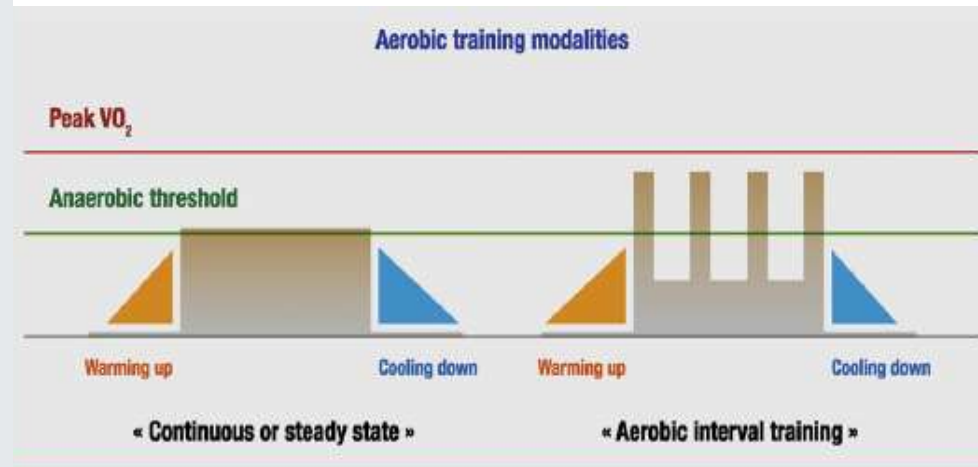 Aerobic training modalities
Peak VO₂
Anaerobic threshold
Warming up
Cooling down
Warming up
Cooling down
« Continuous or steady state »
« Aerobic interval training »